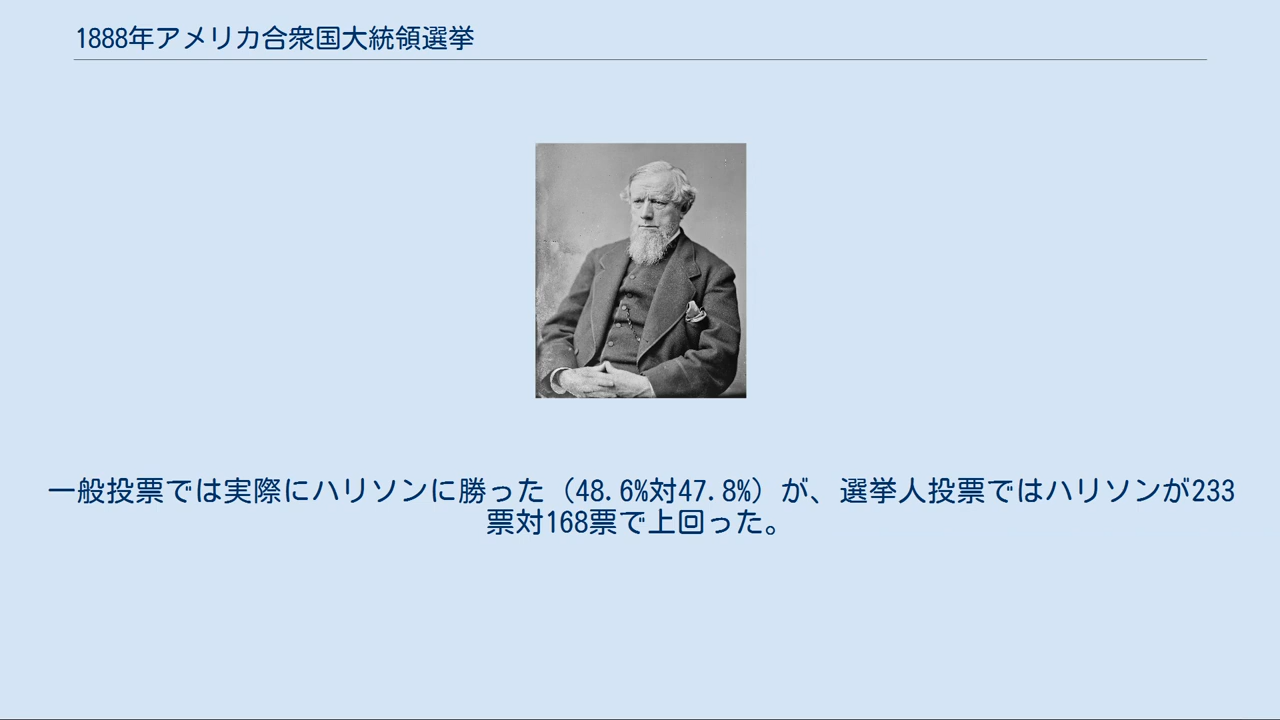 1888年アメリカ合衆国大統領選挙
一般投票では実際にハリソンに勝った（48.6%対47.8%）が、選挙人投票ではハリソンが233
票対168票で上回った。